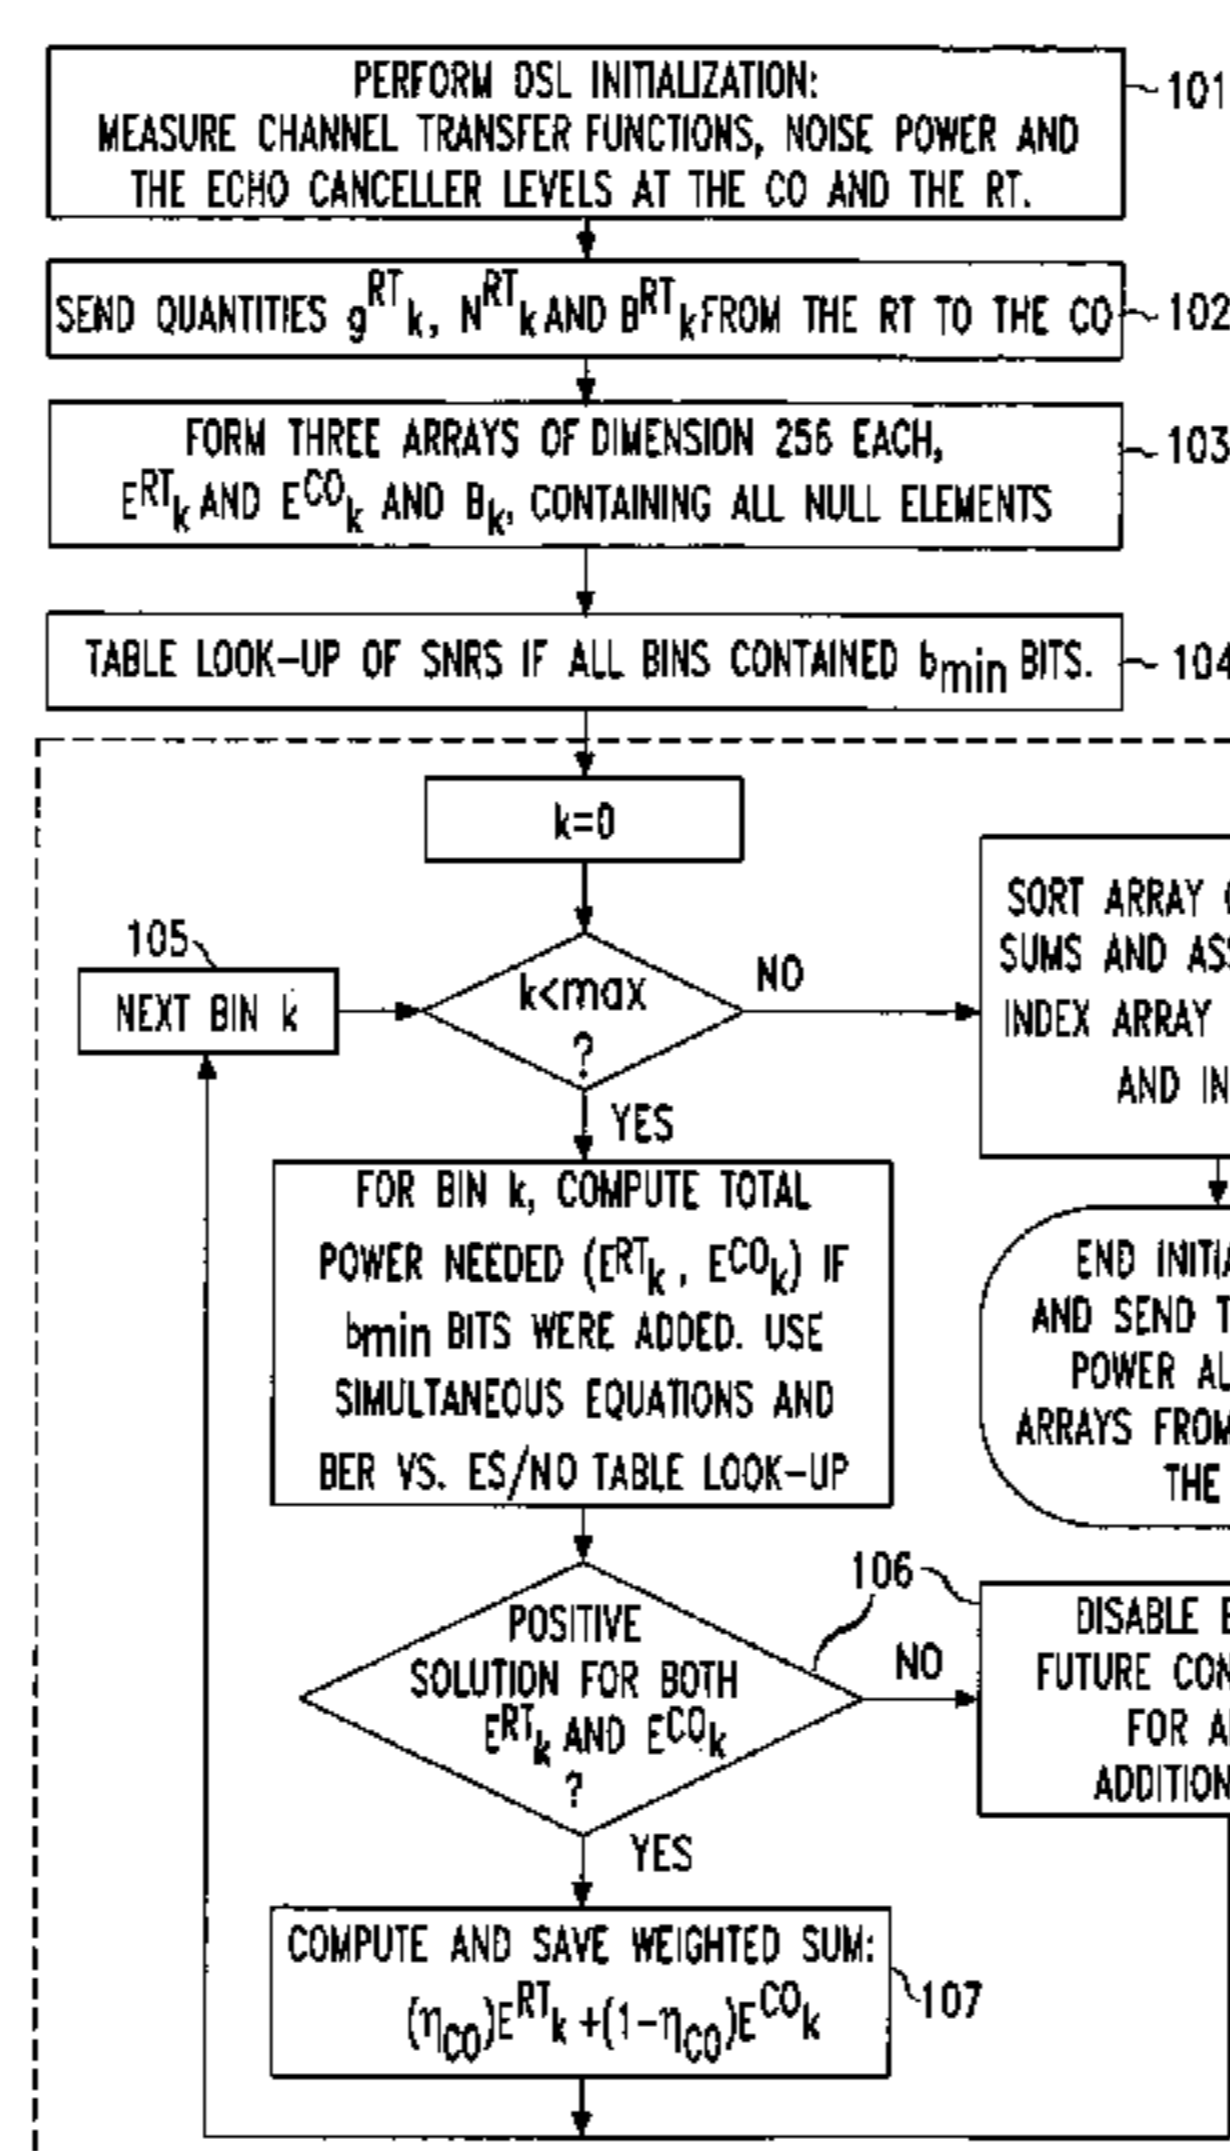 PERFORM DSL INITIALIZATION:
MEASURE CHANNEL TRANSFER FUNCTIONS, NOISE POWER AND
THE ECHO CANCELLER LEVELS AT THE CO AND THE RT.
101
SEND QUANTITIES g^RT_k, N^RT_k AND B^RT_k FROM THE RT TO THE CO
102
FORM THREE ARRAYS OF DIMENSION 256 EACH,
E^RT_k AND E^CO_k AND B_k, CONTAINING ALL NULL ELEMENTS
103
TABLE LOOK-UP OF SNRS IF ALL BINS CONTAINED b_min BITS.
104
k=0
105
NEXT BIN k
k<max
?
NO
YES
SORT ARRAY
SUMS AND
INDEX ARRAY
AND
FOR BIN k, COMPUTE TOTAL
POWER NEEDED (E^RT_k, E^CO_k) IF
b_min BITS WERE ADDED. USE
SIMULTANEOUS EQUATIONS AND
BER VS. ES/NO TABLE LOOK-UP
END
AND SEND
POWER
ARRAYS FROM
THE
POSITIVE
SOLUTION FOR BOTH
E^RT_k AND E^CO_k
?
106
NO
YES
DISABLE
FUTURE
FOR
ADDITION
COMPUTE AND SAVE WEIGHTED SUM:
(η_CO)E^RT_k+(1-η_CO)E^CO_k
107